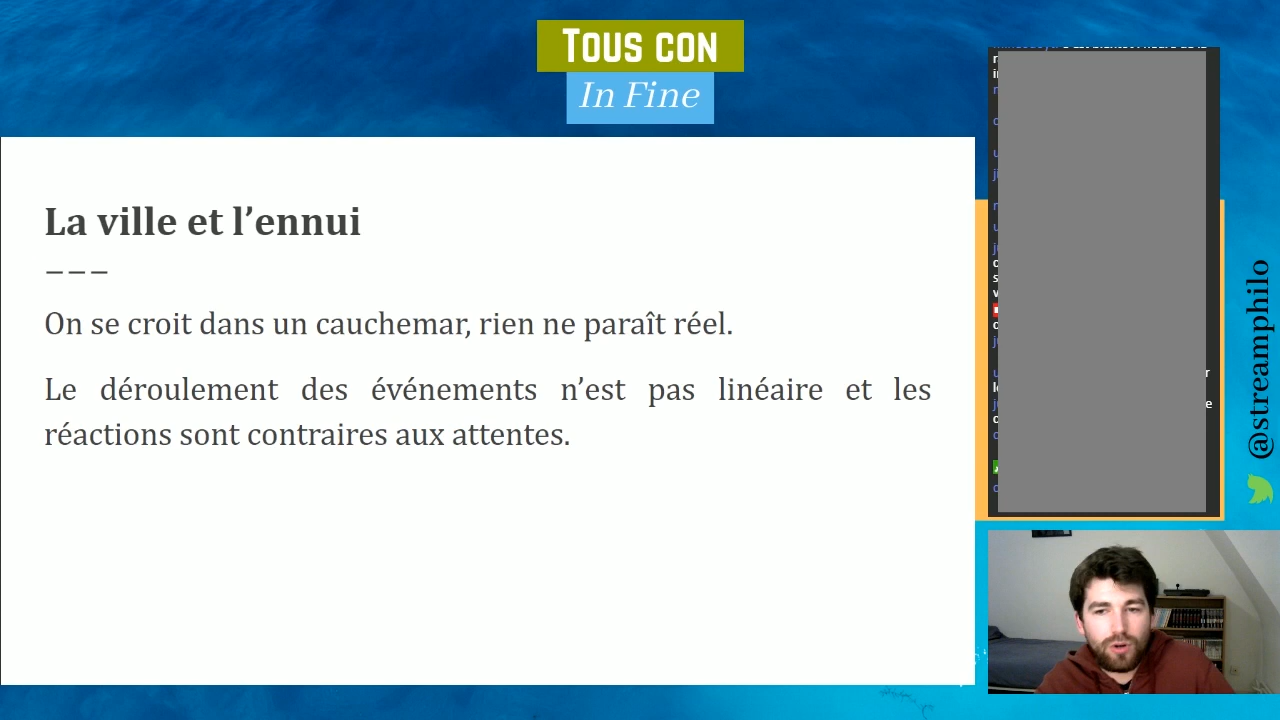 Tous con
In Fine
La ville et l’ennui
———
On se croit dans un cauchemar, rien ne paraît réel.
Le déroulement des événements n’est pas linéaire et les
réactions sont contraires aux attentes.
@streamphilo